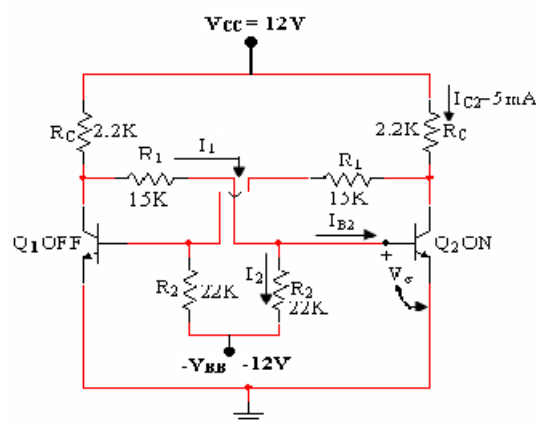 VCC = 12V
IC2-5mA
RC 2.2K
2.2K RC
R1 I1 R1
15K 15K
Q1OFF
IB2
Q2ON
+
Vσ
R2 22K
I2 R2
22K
-VBB -12V